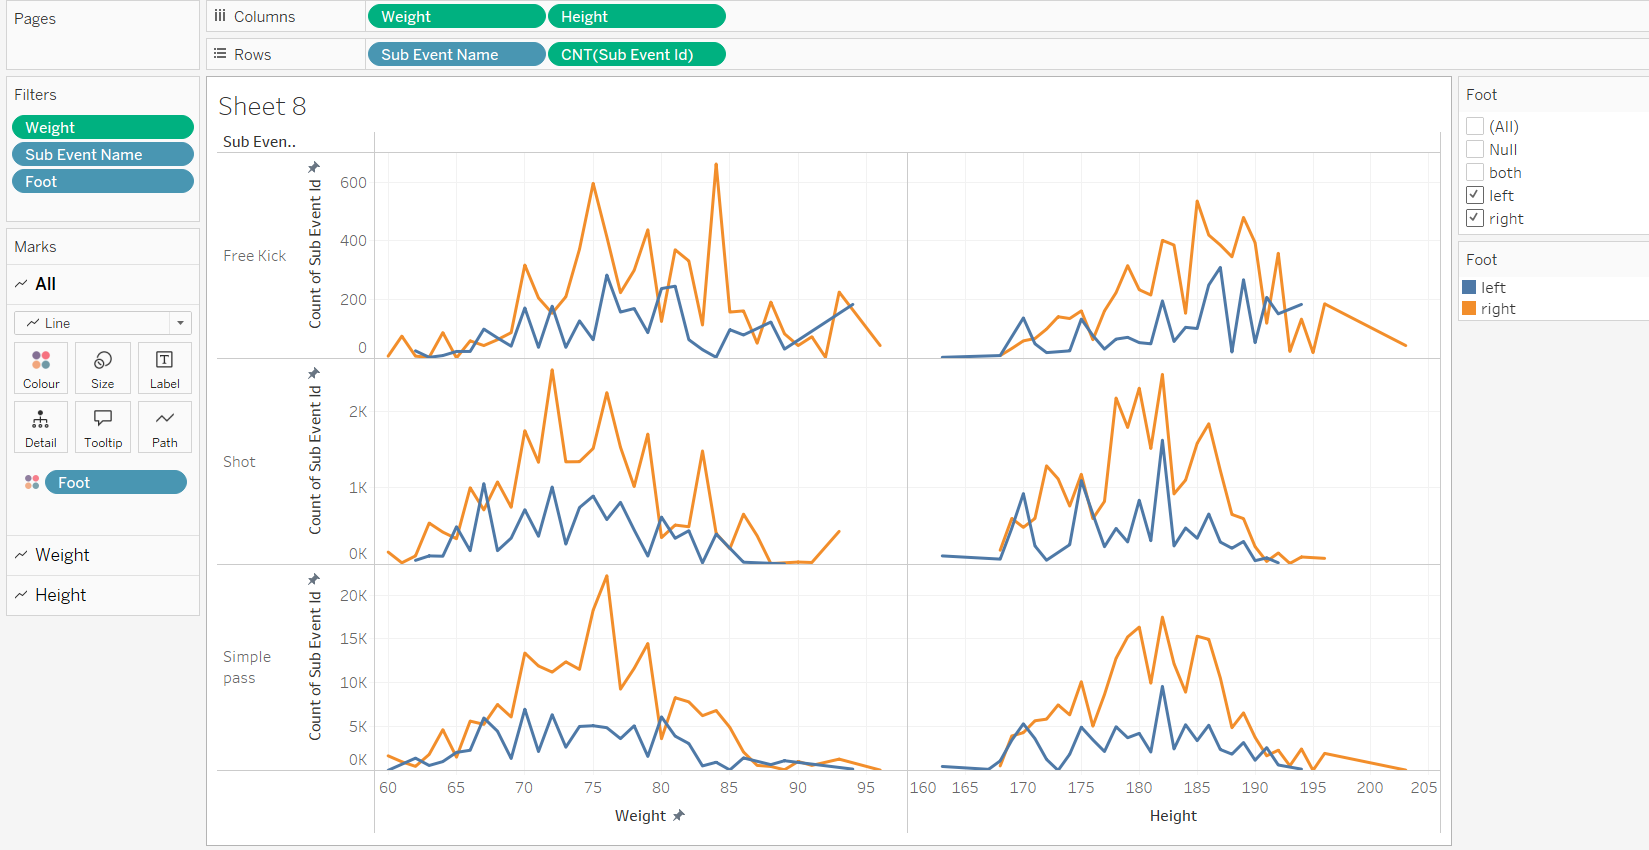 Pages
Columns
Weight
Height
Rows
Sub Event Name
CNT(Sub Event Id)
Filters
Weight
Sub Event Name
Foot
Marks
All
Line
Colour
Size
Label
Detail
Tooltip
Path
Foot
Weight
Height
Sheet 8
Sub Even..
Free Kick
Count of Sub Event Id
600
400
200
0
Shot
Count of Sub Event Id
2K
1K
0K
Simple
pass
Count of Sub Event Id
20K
15K
10K
5K
0K
60 65 70 75 80 85 90 95
160 165 170 175 180 185 190 195 200 205
Weight
Height
Foot
(All)
Null
both
left
right
Foot
left
right